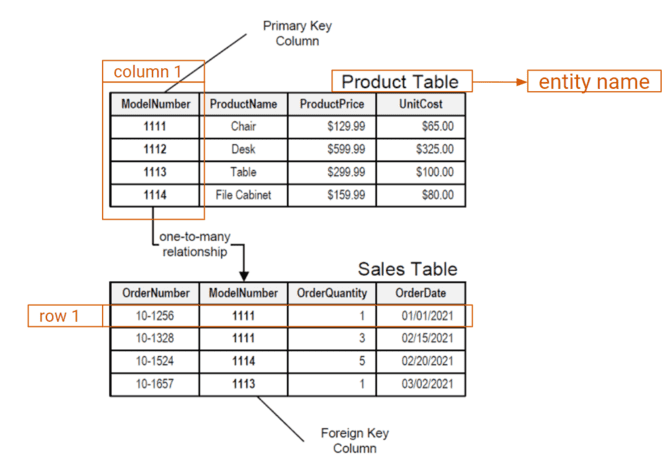 Primary Key
Column
column 1
Product Table
entity name
ModelNumber ProductName ProductPrice UnitCost
1111 Chair $129.99 $65.00
1112 Desk $599.99 $325.00
1113 Table $299.99 $100.00
1114 File Cabinet $159.99 $80.00
one-to-many
relationship
Sales Table
OrderNumber ModelNumber OrderQuantity OrderDate
row 1
10-1256 1111 1 01/01/2021
10-1328 1111 3 02/15/2021
10-1524 1114 5 02/20/2021
10-1657 1113 1 03/02/2021
Foreign Key
Column